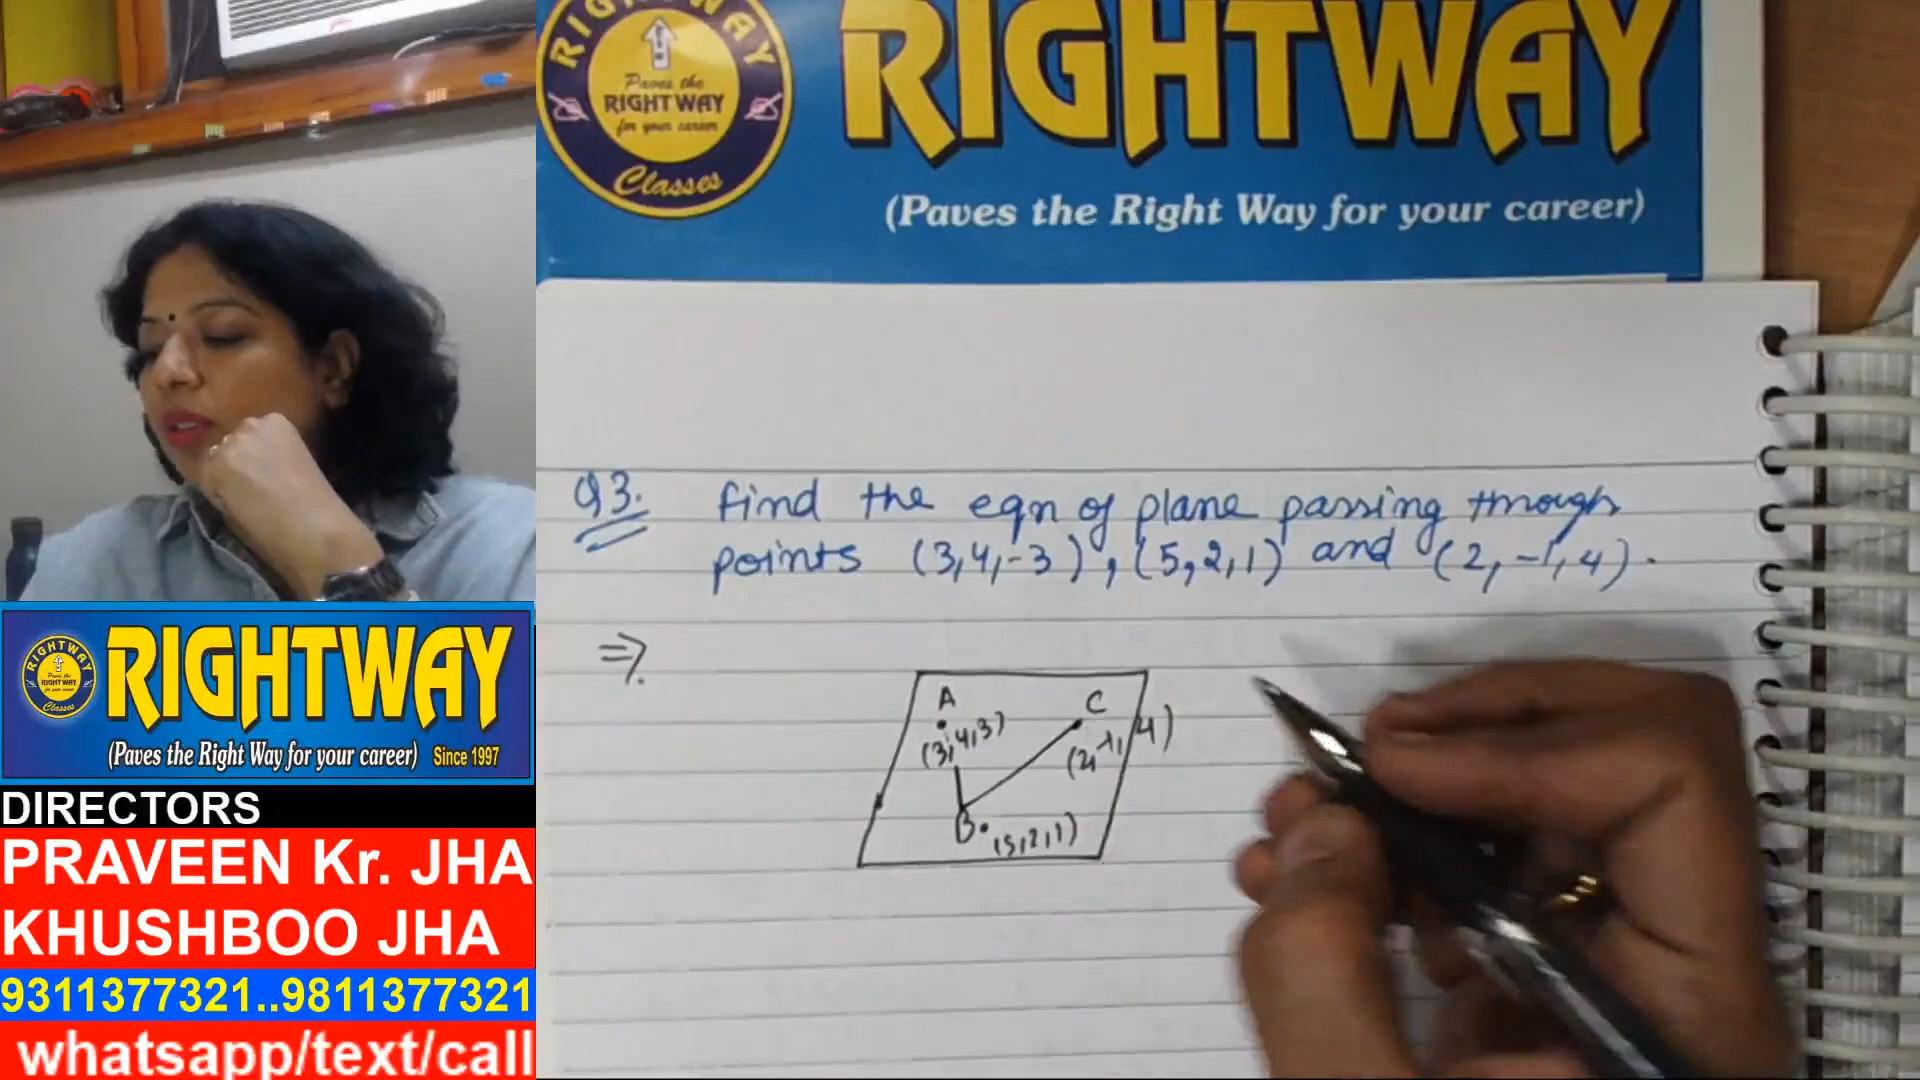 RIGHTWAY
Paves the
RIGHT WAY
for your career
Classes
RIGHTWAY
(Paves the Right Way for your career)
Q3. Find the eqn of plane passing through
points (3,4,-3), (5,2,1) and (2,-1,4).
⇒.
A
C
(3,4,3)
(2,-1,4)
B
(5,2,1)
RIGHTWAY
Classes
RIGHTWAY
(Paves the Right Way for your career) Since 1997
DIRECTORS
PRAVEEN Kr. JHA
KHUSHBOO JHA
9311377321..9811377321
whatsapp/text/call